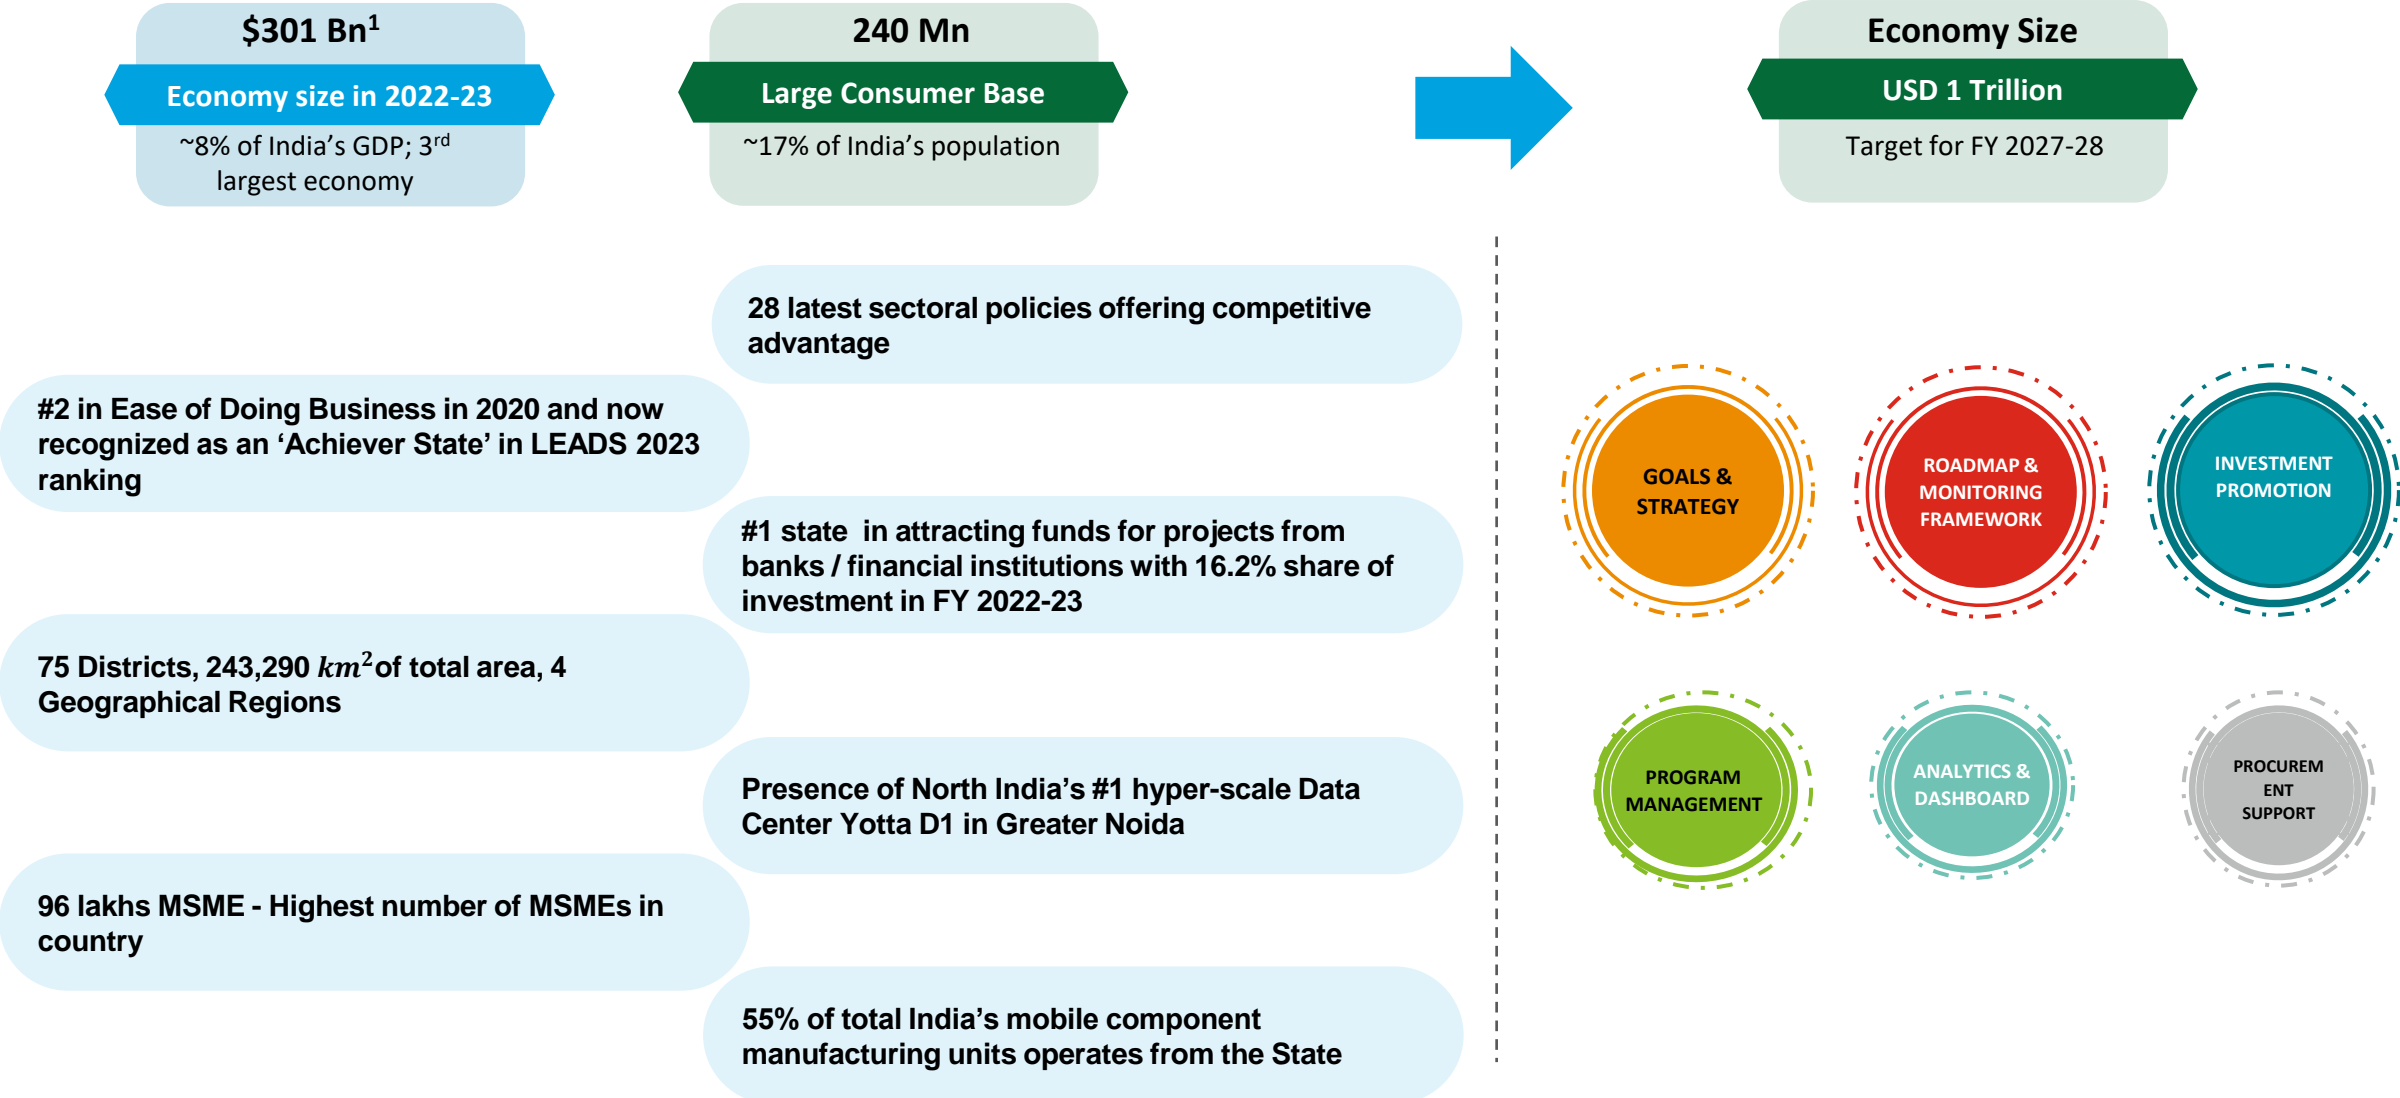 $301 Bn¹
Economy size in 2022-23
~8% of India’s GDP; 3rd
largest economy
240 Mn
Large Consumer Base
~17% of India’s population
Economy Size
USD 1 Trillion
Target for FY 2027-28
28 latest sectoral policies offering competitive
advantage
#2 in Ease of Doing Business in 2020 and now
recognized as an ‘Achiever State’ in LEADS 2023
ranking
#1 state  in attracting funds for projects from
banks / financial institutions with 16.2% share of
investment in FY 2022-23
75 Districts, 243,290 km² of total area, 4
Geographical Regions
Presence of North India’s #1 hyper-scale Data
Center Yotta D1 in Greater Noida
96 lakhs MSME - Highest number of MSMEs in
country
55% of total India’s mobile component
manufacturing units operates from the State
GOALS &
STRATEGY
ROADMAP &
MONITORING
FRAMEWORK
INVESTMENT
PROMOTION
PROGRAM
MANAGEMENT
ANALYTICS &
DASHBOARD
PROCUREM
ENT
SUPPORT